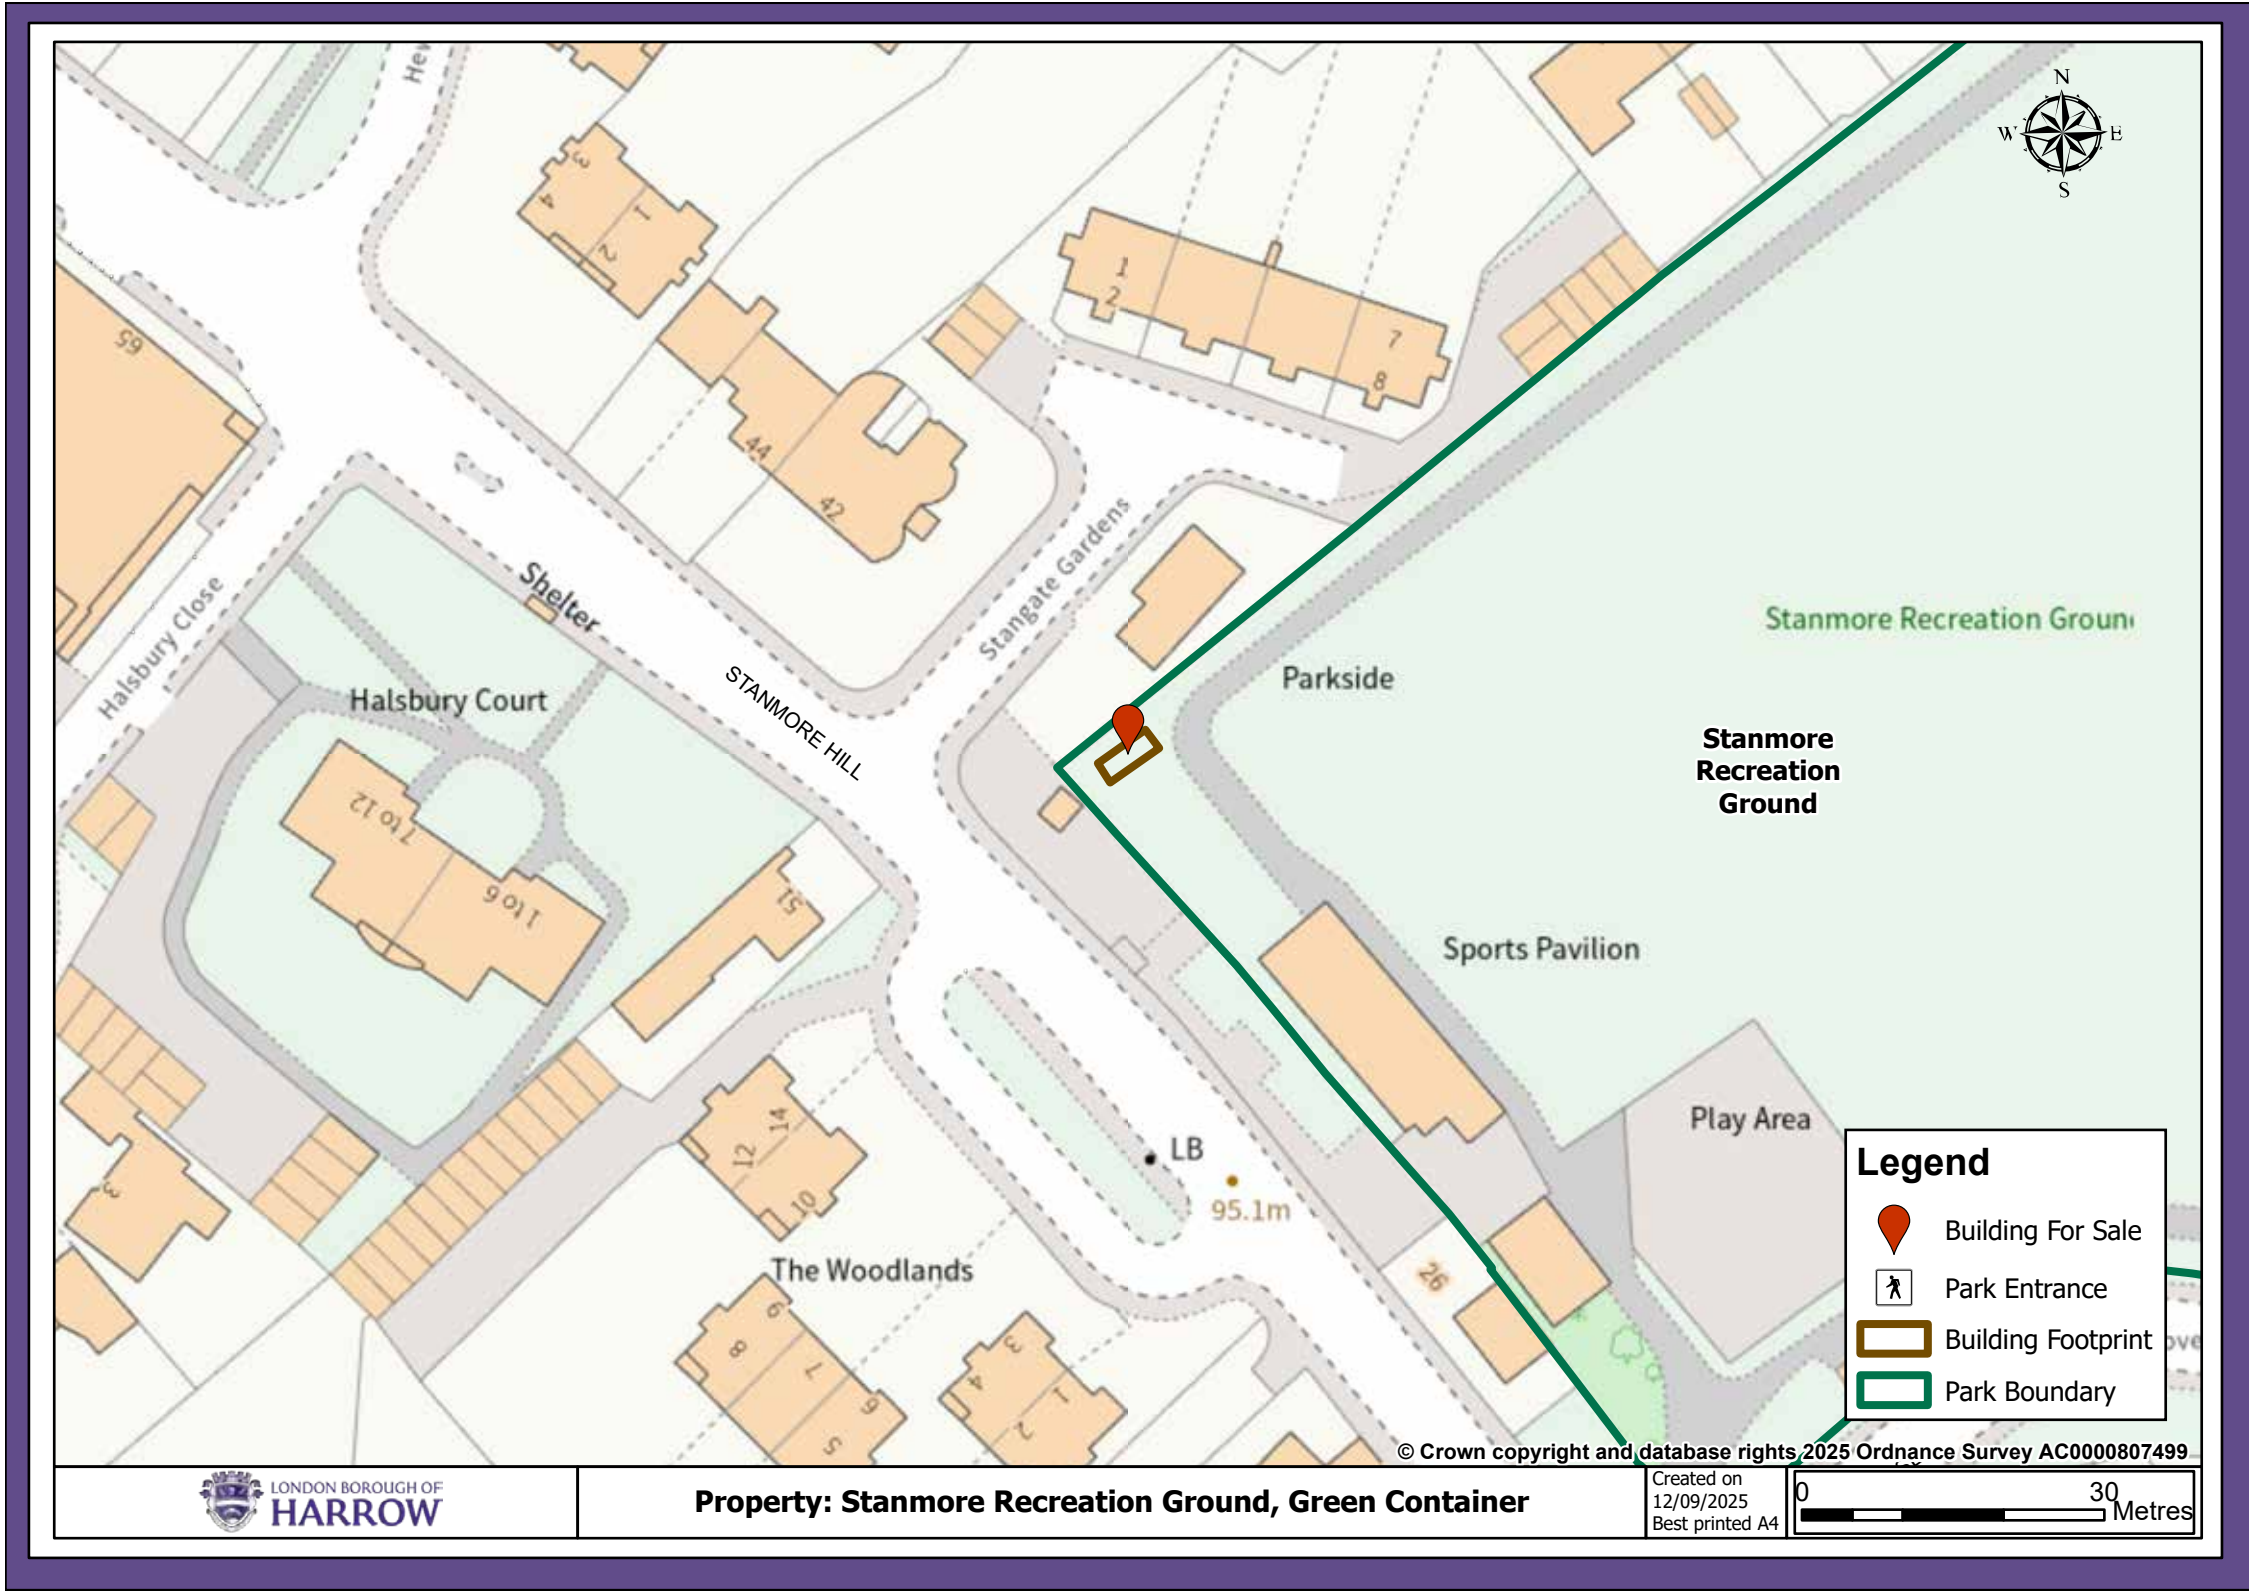 Hew
N
W E
S
3
4
1
2
1
2
7
8
65
44
42
Stangate Gardens
Shelter
Halsbury Close
STANMORE HILL
Halsbury Court
Parkside
Stanmore Recreation Groun
Stanmore
Recreation
Ground
7 to 12
1 to 6
51
Sports Pavilion
Play Area
14
12
10
LB
95.1m
3
The Woodlands
26
9
8
7
6
5
3
4
1
2
ove
Legend
Building For Sale
Park Entrance
Building Footprint
Park Boundary
© Crown copyright and database rights 2025 Ordnance Survey AC0000807499
LONDON BOROUGH OF
HARROW
Property: Stanmore Recreation Ground, Green Container
Created on
12/09/2025
Best printed A4
0 30
Metres